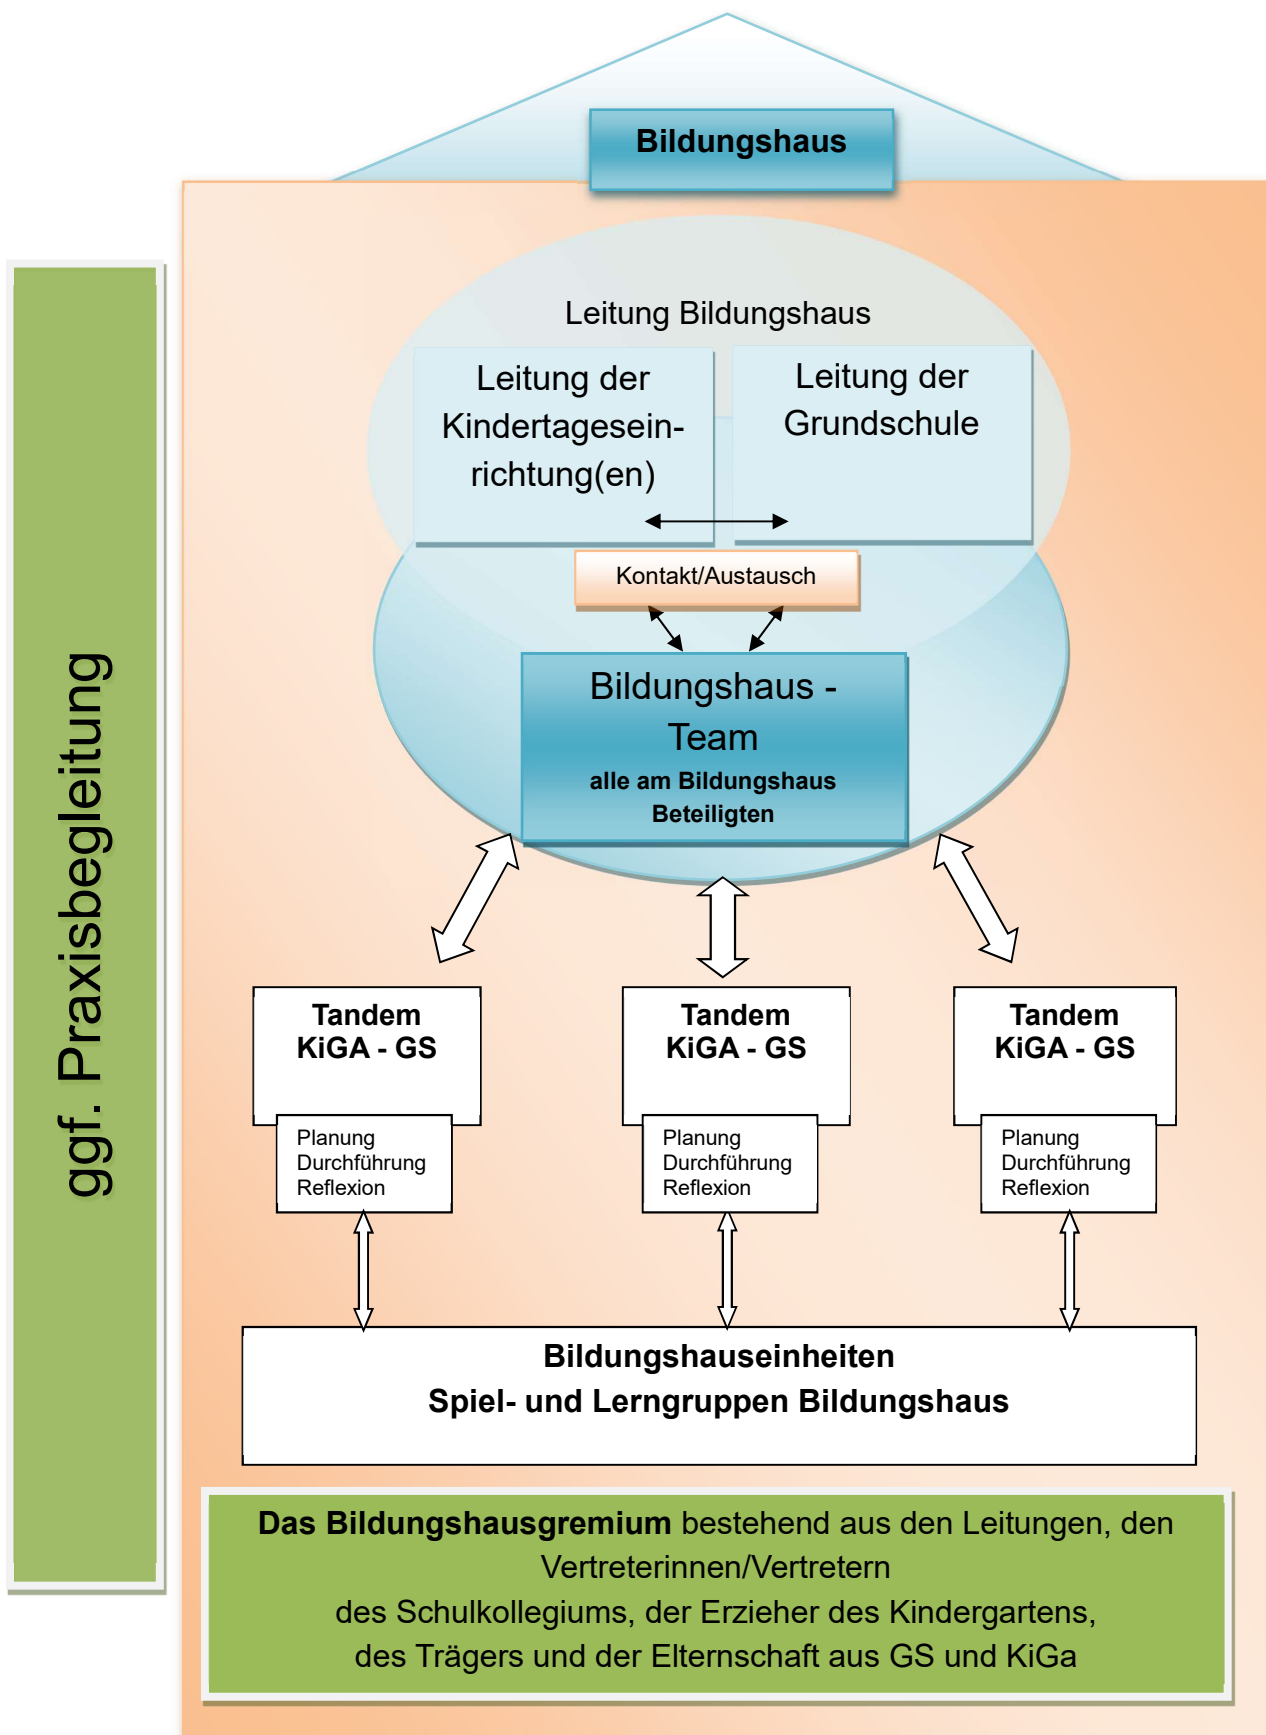 Bildungshaus
ggf. Praxisbegleitung
Leitung Bildungshaus
Leitung der
Kindertagesein-
richtung(en)
Leitung der
Grundschule
Kontakt/Austausch
Bildungshaus -
Team
alle am Bildungshaus
Beteiligten
Tandem
KiGA - GS
Planung
Durchführung
Reflexion
Tandem
KiGA - GS
Planung
Durchführung
Reflexion
Tandem
KiGA - GS
Planung
Durchführung
Reflexion
Bildungshauseinheiten
Spiel- und Lerngruppen Bildungshaus
Das Bildungshausgremium bestehend aus den Leitungen, den
Vertreterinnen/Vertretern
des Schulkollegiums, der Erzieher des Kindergartens,
des Trägers und der Elternschaft aus GS und KiGa